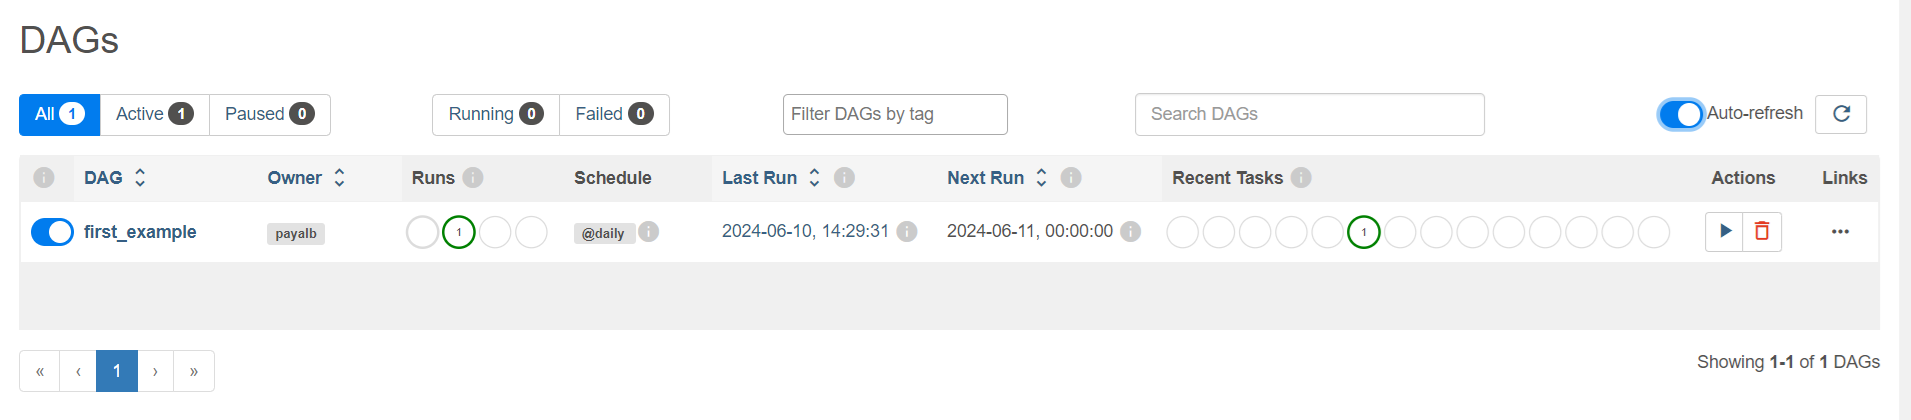 DAGs
All 1 Active 1 Paused 0 Running 0 Failed 0 Filter DAGs by tag Search DAGs Auto-refresh
DAG Owner Runs Schedule Last Run Next Run Recent Tasks Actions Links
first_example payalb 1 @daily 2024-06-10, 14:29:31 2024-06-11, 00:00:00 1 •••
« ‹ 1 › » Showing 1-1 of 1 DAGs